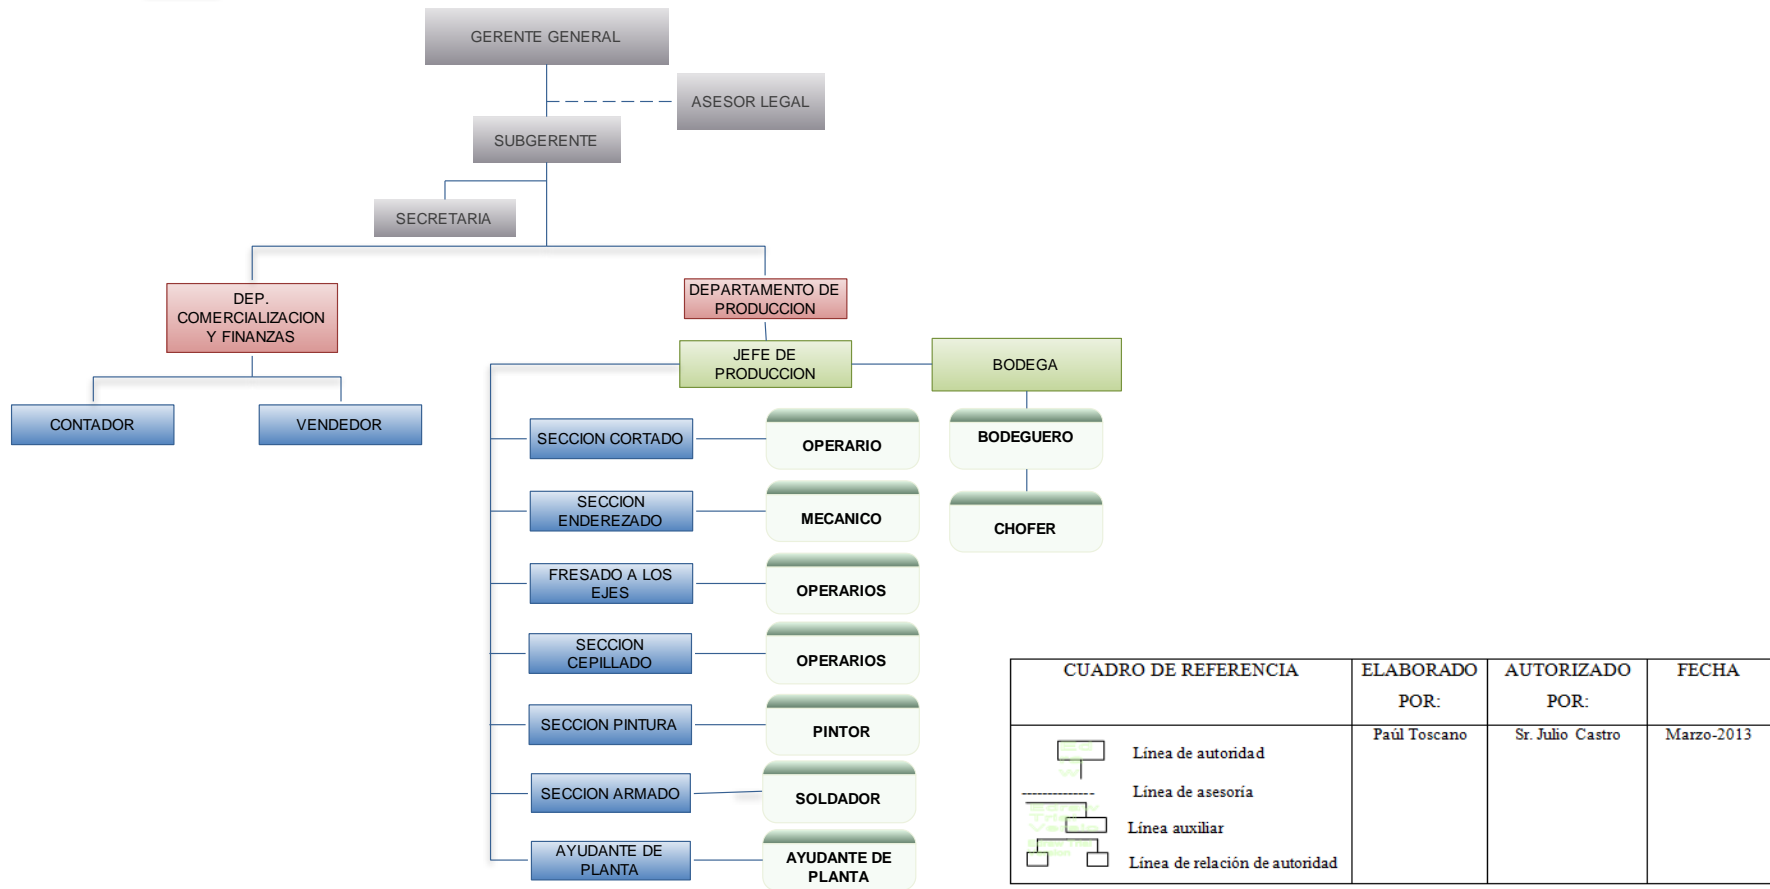 GERENTE GENERAL
ASESOR LEGAL
SUBGERENTE
SECRETARIA
DEP.
COMERCIALIZACION
Y FINANZAS
DEPARTAMENTO DE
PRODUCCION
JEFE DE
PRODUCCION
BODEGA
CONTADOR
VENDEDOR
SECCION CORTADO
OPERARIO
BODEGUERO
SECCION
ENDEREZADO
MECANICO
CHOFER
FRESADO A LOS
EJES
OPERARIOS
SECCION
CEPILLADO
OPERARIOS
SECCION PINTURA
PINTOR
SECCION ARMADO
SOLDADOR
AYUDANTE DE
PLANTA
AYUDANTE DE
PLANTA
CUADRO DE REFERENCIA
ELABORADO
POR:
AUTORIZADO
POR:
FECHA
Paúl Toscano
Sr. Julio Castro
Marzo-2013
Línea de autoridad
Línea de asesoría
Línea auxiliar
Línea de relación de autoridad